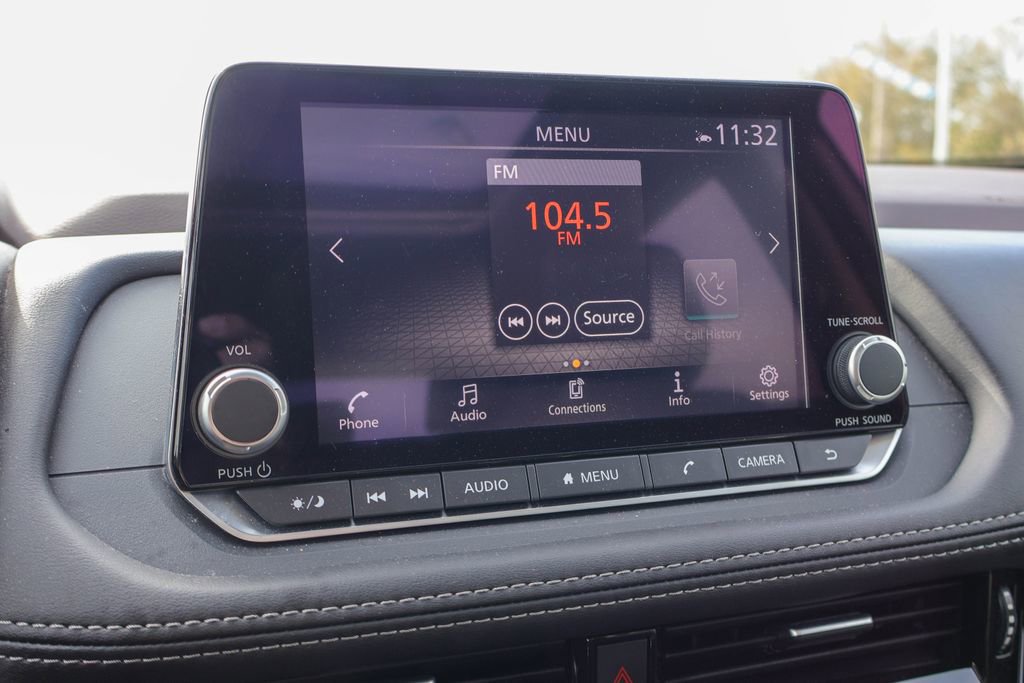 MENU
11:32
FM
104.5
FM
Source
Call History
TUNE·SCROLL
VOL
Phone
Audio
Connections
Info
Settings
PUSH
PUSH SOUND
AUDIO
MENU
CAMERA